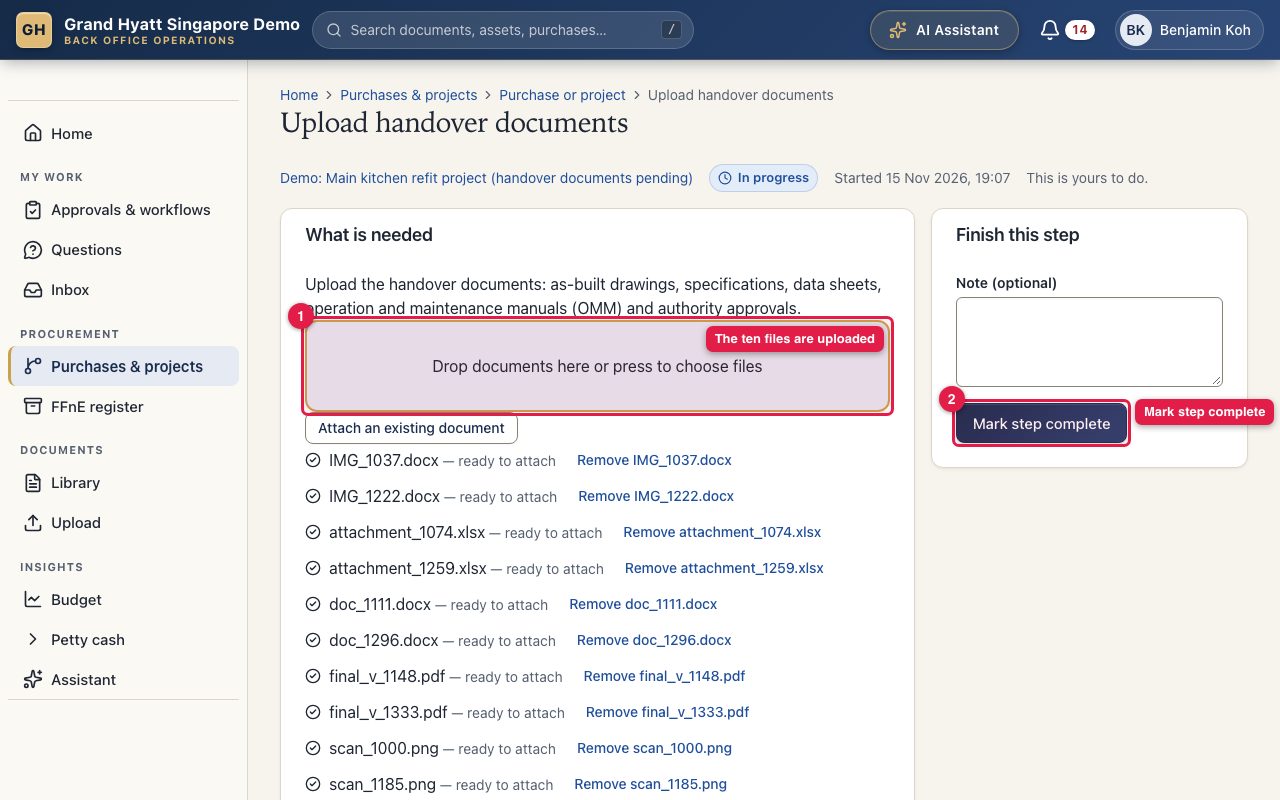 GH
Grand Hyatt Singapore Demo
BACK OFFICE OPERATIONS
Search documents, assets, purchases...
/
AI Assistant
14
BK
Benjamin Koh
Home
MY WORK
Approvals & workflows
Questions
Inbox
PROCUREMENT
Purchases & projects
FFnE register
DOCUMENTS
Library
Upload
INSIGHTS
Budget
Petty cash
Assistant
Home > Purchases & projects > Purchase or project > Upload handover documents
Upload handover documents
Demo: Main kitchen refit project (handover documents pending)
In progress
Started 15 Nov 2026, 19:07
This is yours to do.
What is needed
Upload the handover documents: as-built drawings, specifications, data sheets,
operation and maintenance manuals (OMM) and authority approvals.
1
The ten files are uploaded
Drop documents here or press to choose files
Attach an existing document
IMG_1037.docx — ready to attach Remove IMG_1037.docx
IMG_1222.docx — ready to attach Remove IMG_1222.docx
attachment_1074.xlsx — ready to attach Remove attachment_1074.xlsx
attachment_1259.xlsx — ready to attach Remove attachment_1259.xlsx
doc_1111.docx — ready to attach Remove doc_1111.docx
doc_1296.docx — ready to attach Remove doc_1296.docx
final_v_1148.pdf — ready to attach Remove final_v_1148.pdf
final_v_1333.pdf — ready to attach Remove final_v_1333.pdf
scan_1000.png — ready to attach Remove scan_1000.png
scan_1185.png — ready to attach Remove scan_1185.png
Finish this step
Note (optional)
2
Mark step complete
Mark step complete